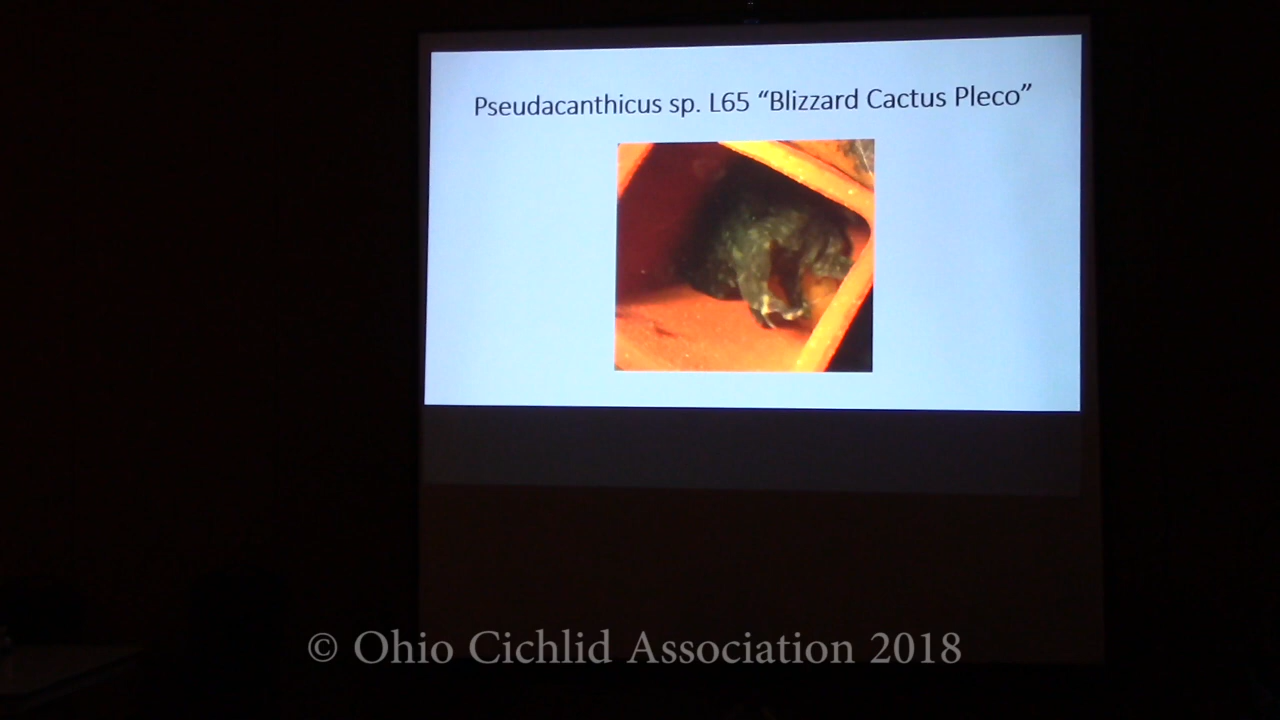 Pseudacanthicus sp. L65 “Blizzard Cactus Pleco”
© Ohio Cichlid Association 2018